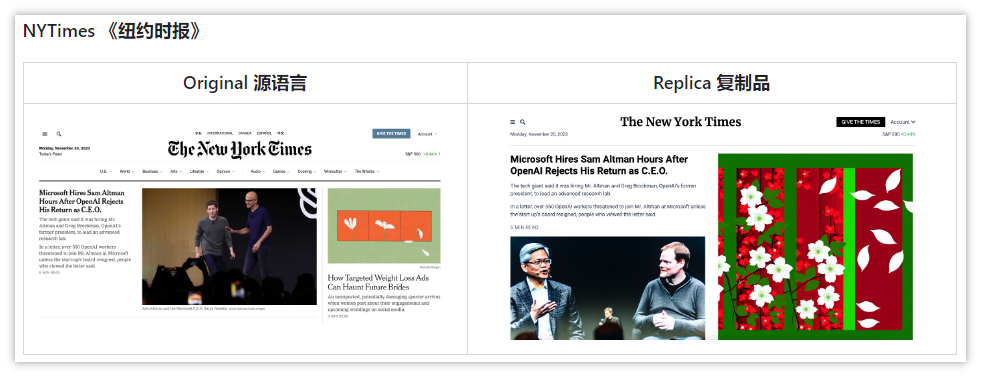 NYTimes 《纽约时报》
Original 源语言
Replica 复制品
U.S. INTERNATIONAL CANADA ESPAÑOL 中文
GIVE THE TIMES
Account
Monday, November 20, 2023
Today's Paper
The New York Times
S&P 500 +0.44%
U.S. World Business Arts Lifestyle Opinion Audio Games Cooking Wirecutter The Athletic
Microsoft Hires Sam Altman
Hours After OpenAI Rejects
His Return as C.E.O.
The tech giant said it was hiring Mr.
Altman and Greg Brockman, OpenAI's
former president, to lead an advanced
research lab.
In a letter, over 500 OpenAI workers
threatened to join Mr. Altman at Microsoft
unless the start-up's board resigned, people
who viewed the letter said.
5 MIN READ
How Targeted Weight Loss Ads
Can Haunt Future Brides
An unexpected, potentially damaging specter arrives
when women post about their engagements and
upcoming weddings on social media.
5 MIN READ
The New York Times
GIVE THE TIMES
Account
Monday, November 20, 2023
S&P 500 +0.44%
Microsoft Hires Sam Altman Hours After
OpenAI Rejects His Return as C.E.O.
The tech giant said it was hiring Mr. Altman and Greg Brockman, OpenAI's former
president, to lead an advanced research lab.
In a letter, over 550 OpenAI workers threatened to join Mr. Altman at Microsoft unless
the start-up's board resigned, people who viewed the letter said.
5 MIN READ